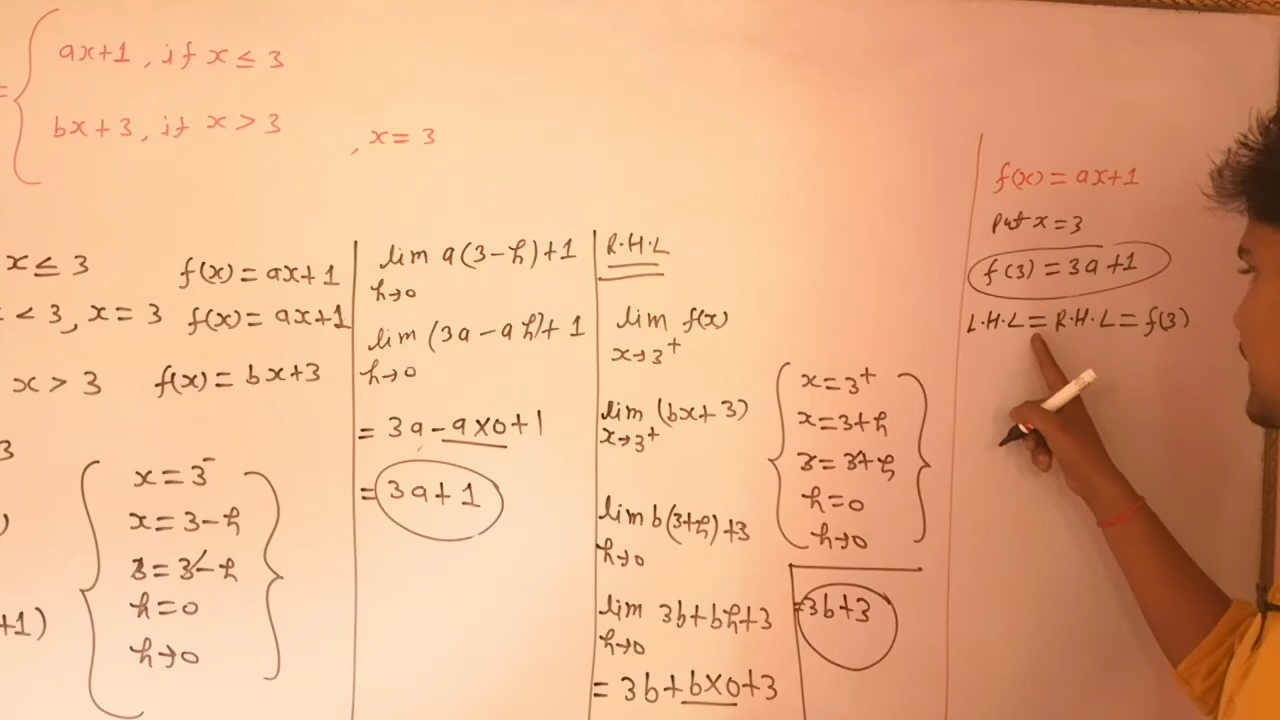 = { ax+1 , if x ≤ 3
bx+3, if x > 3
, x = 3
x ≤ 3 f(x) = ax+1
< 3, x = 3 f(x) = ax+1
x > 3 f(x) = bx+3
3
)
+1)
x = 3⁻
x = 3-h
3 = 3-h
h = 0
h→0
lim a(3-h)+1
h→0
lim (3a-ah)+1
h→0
= 3a-a×0+1
= 3a+1
R.H.L
lim f(x)
x→3⁺
lim (bx+3)
x→3⁺
lim b(3+h)+3
h→0
lim 3b+bh+3
h→0
= 3b+b×0+3
x = 3⁺
x = 3+h
3 = 3+h
h = 0
h→0
= 3b+3
f(x) = ax+1
Put x = 3
f(3) = 3a+1
L.H.L = R.H.L = f(3)